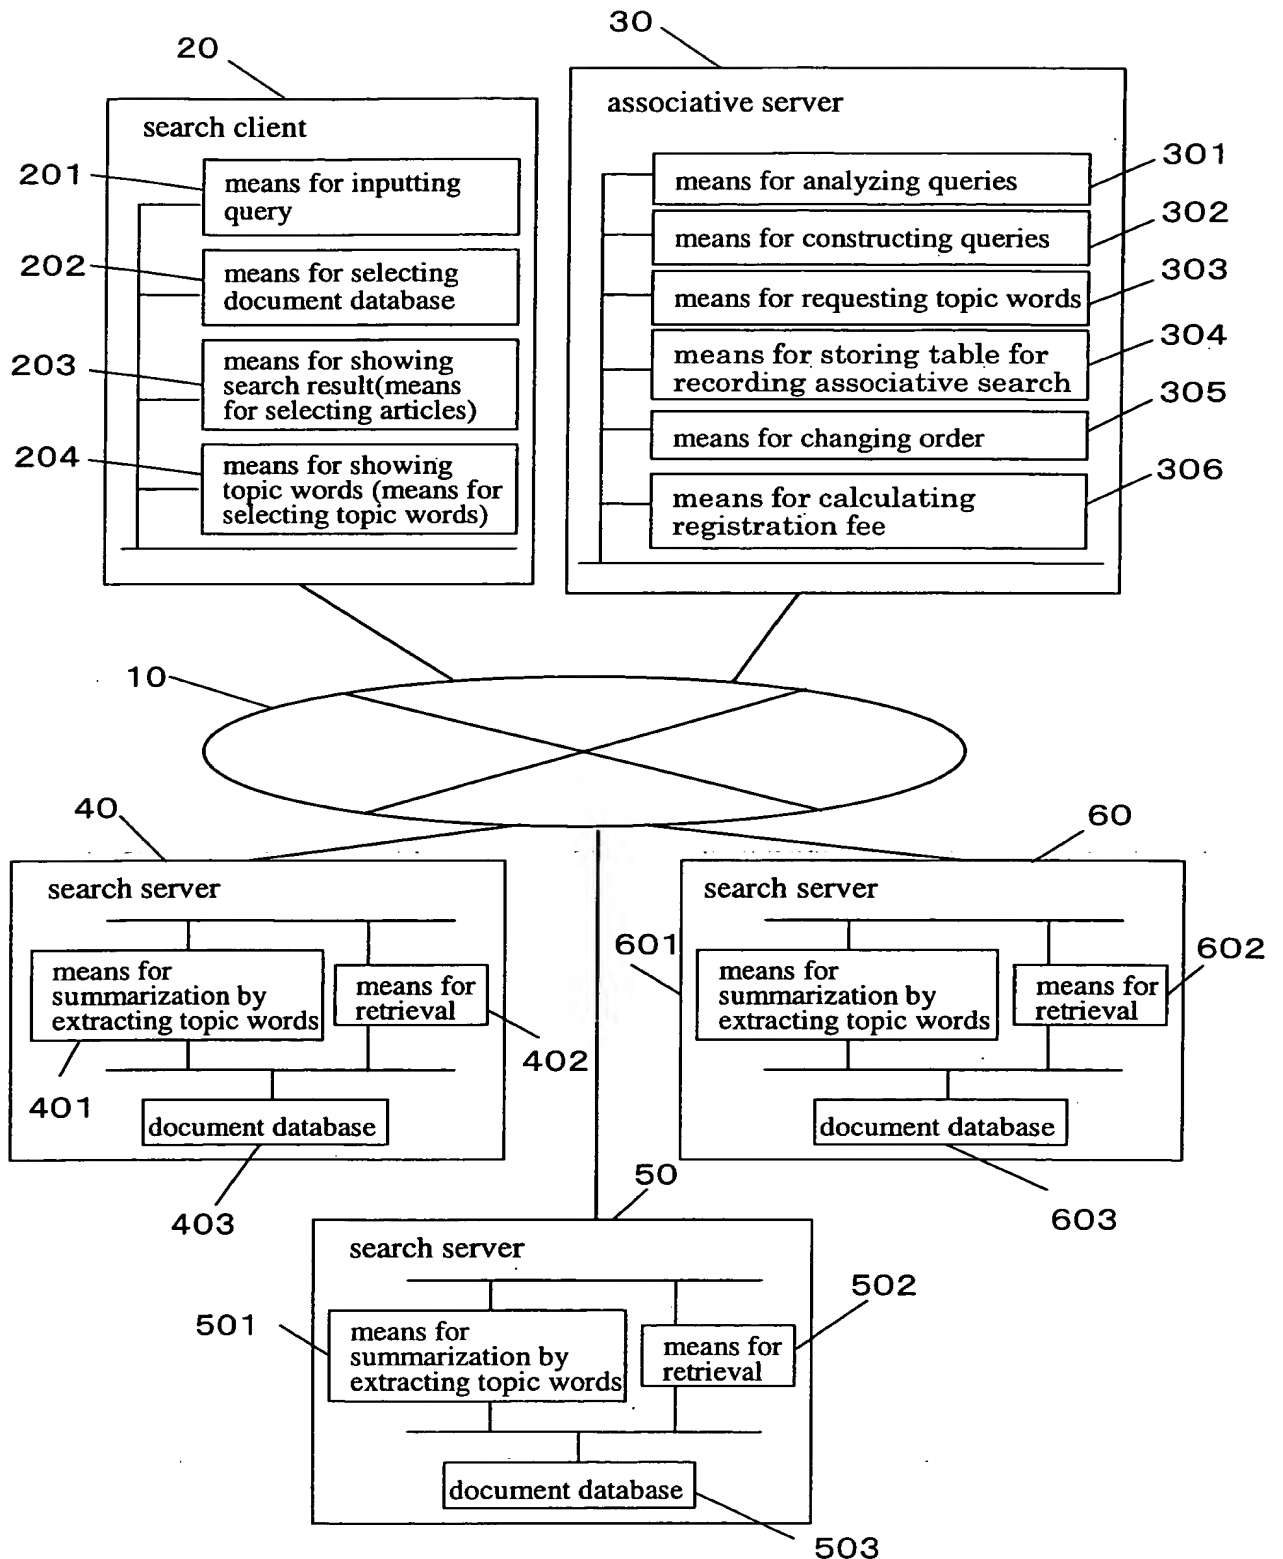 20
30
search client
201
means for inputting
query
202
means for selecting
document database
203
means for showing
search result(means
for selecting articles)
204
means for showing
topic words (means for
selecting topic words)
associative server
301
means for analyzing queries
302
means for constructing queries
303
means for requesting topic words
304
means for storing table for
recording associative search
305
means for changing order
306
means for calculating
registration fee
10
40
search server
means for
summarization by
extracting topic words
means for
retrieval
401
402
document database
403
60
search server
601
means for
summarization by
extracting topic words
means for
retrieval
602
document database
603
50
search server
501
means for
summarization by
extracting topic words
502
means for
retrieval
document database
503